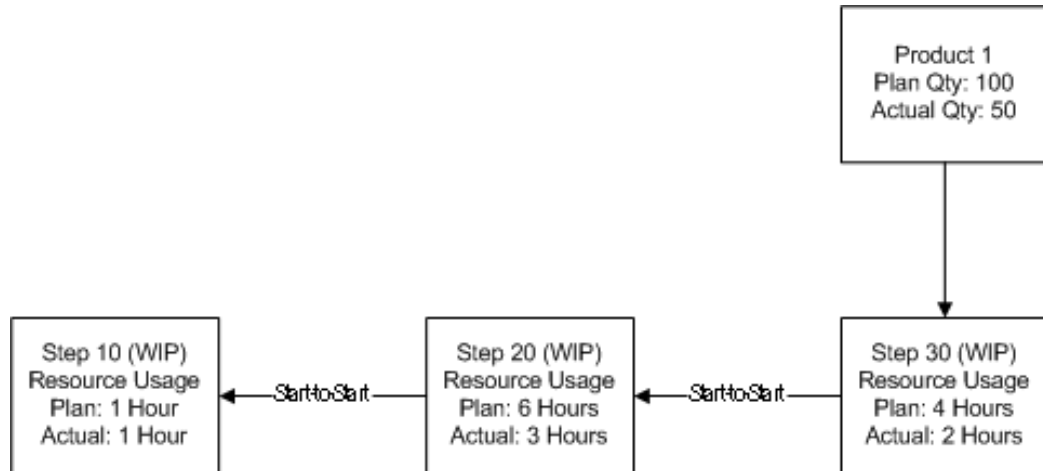 Product 1
Plan Qty: 100
Actual Qty: 50
Step 10 (WIP)
Resource Usage
Plan: 1 Hour
Actual: 1 Hour
Start-to-Start
Step 20 (WIP)
Resource Usage
Plan: 6 Hours
Actual: 3 Hours
Start-to-Start
Step 30 (WIP)
Resource Usage
Plan: 4 Hours
Actual: 2 Hours